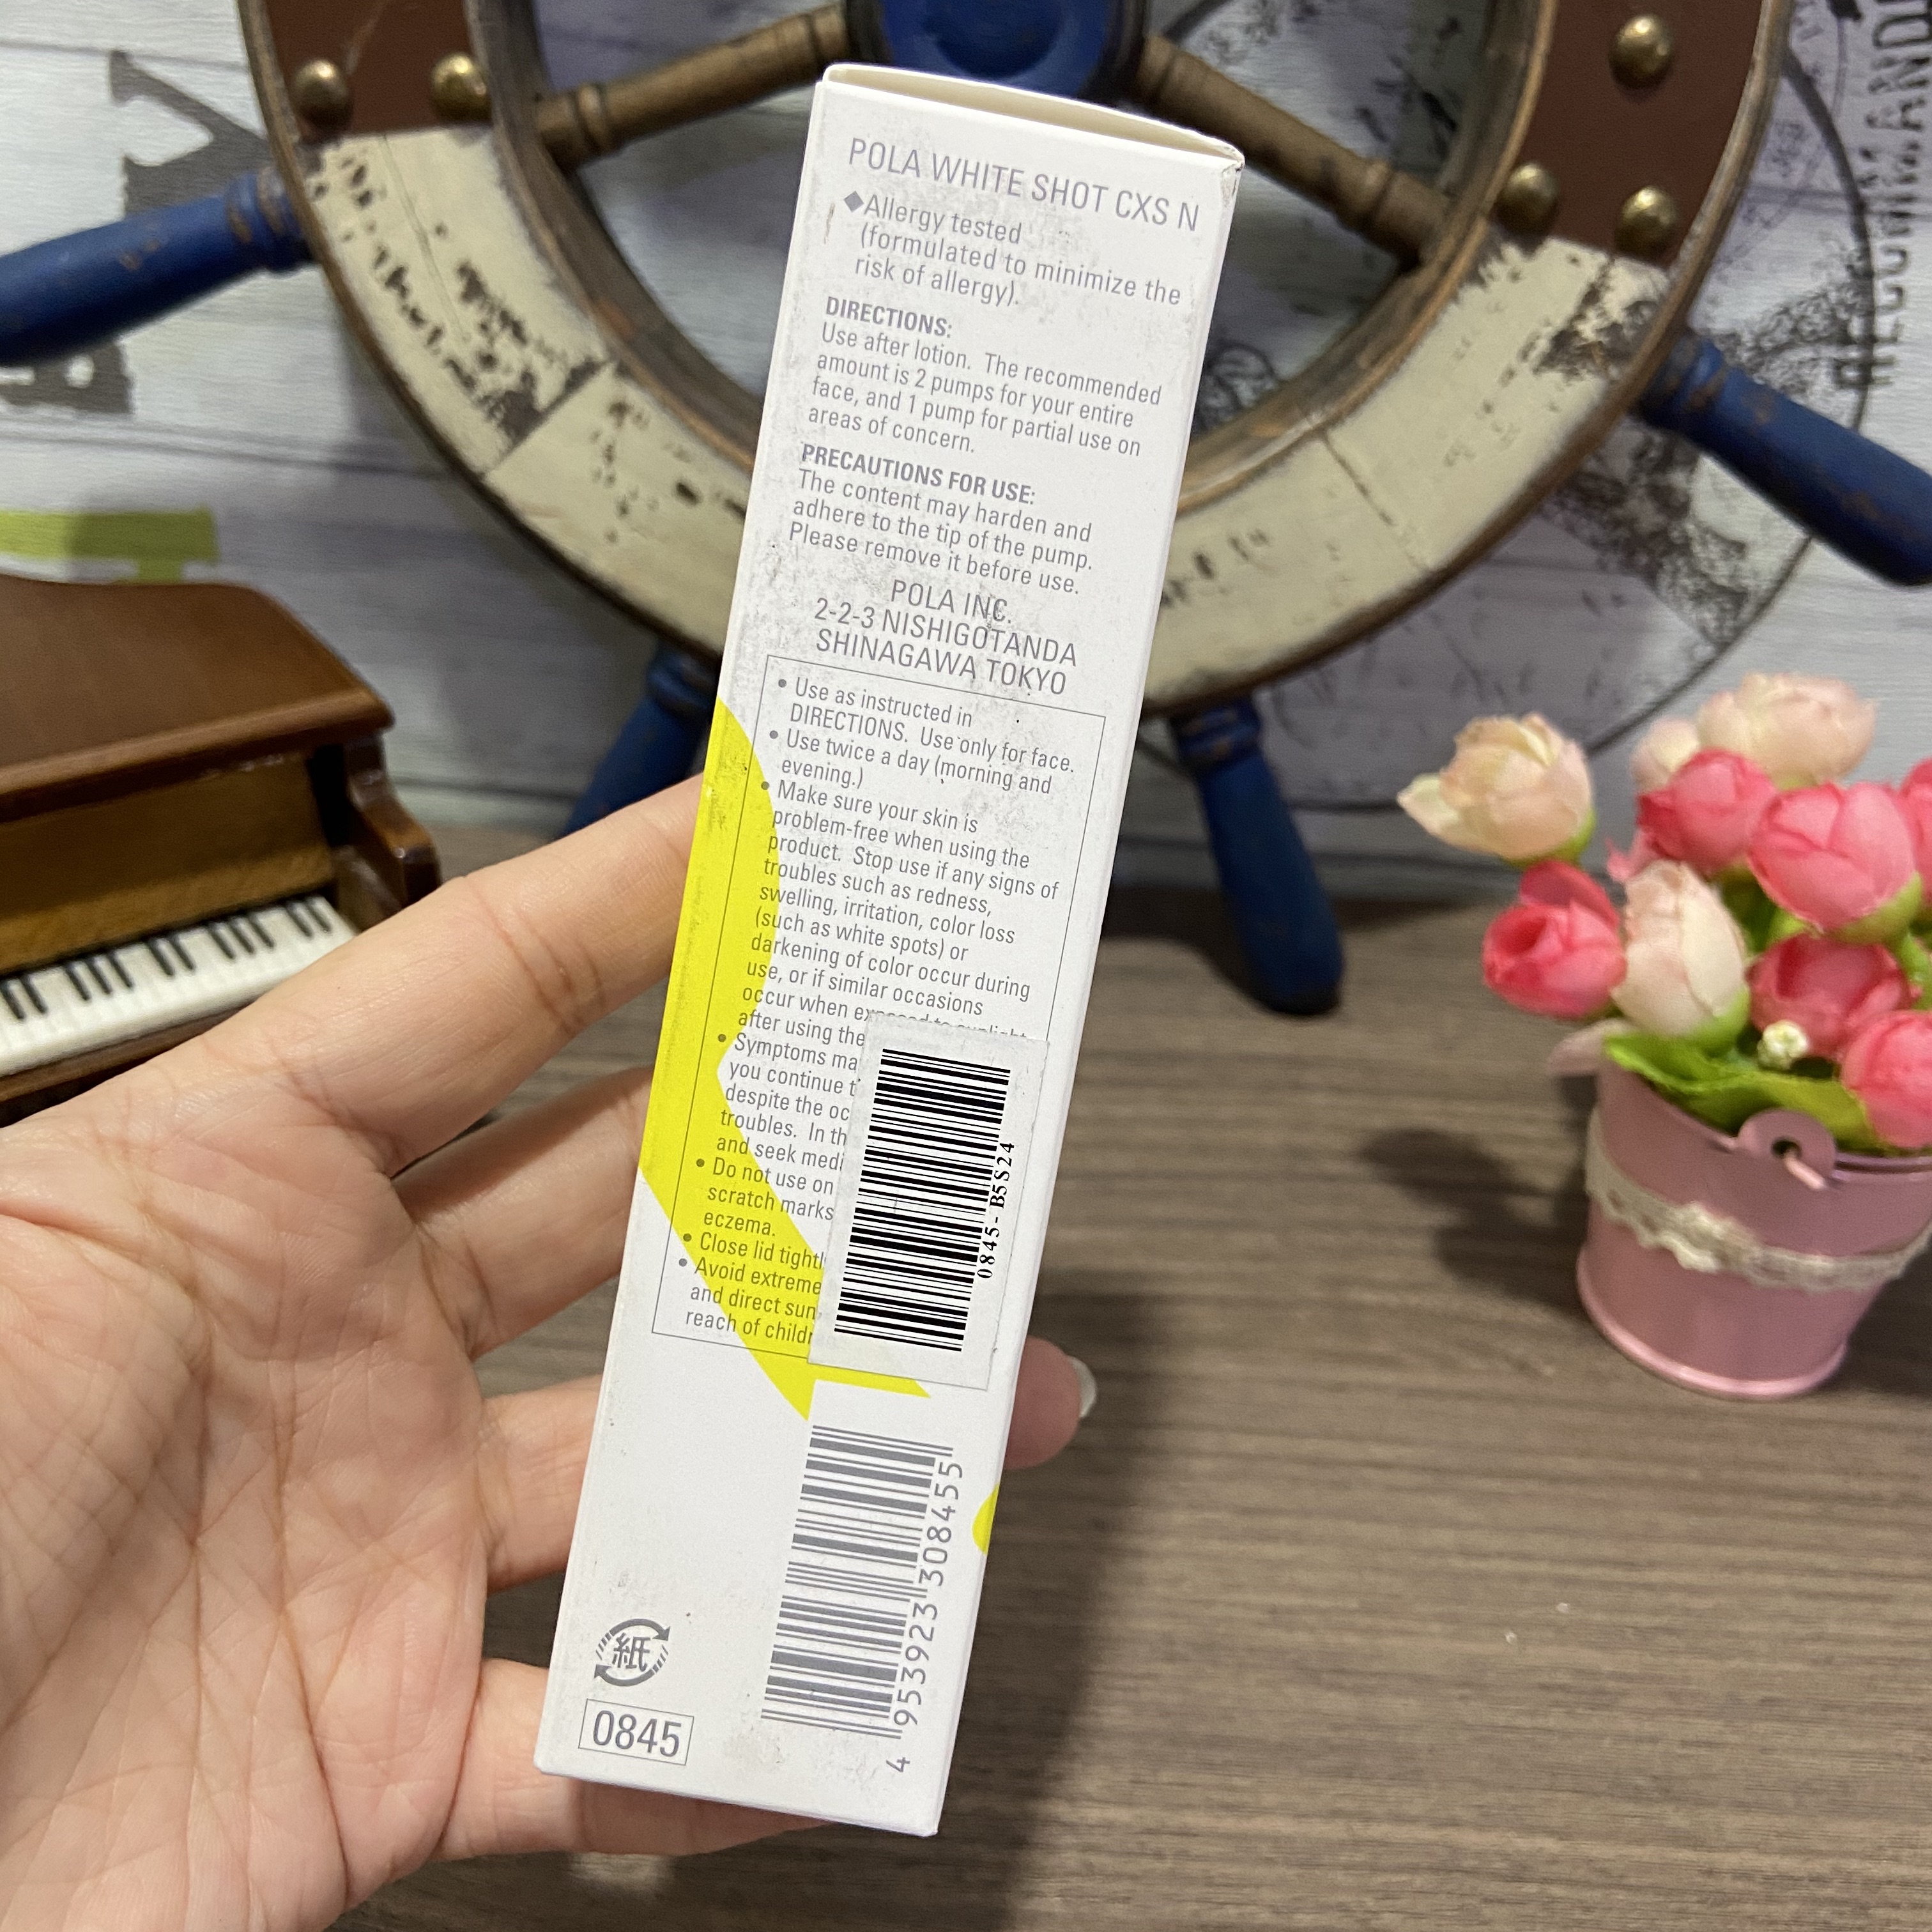 POLA WHITE SHOT CXS N
◆Allergy tested
(formulated to minimize the
risk of allergy).
DIRECTIONS:
Use after lotion. The recommended
amount is 2 pumps for your entire
face, and 1 pump for partial use on
areas of concern.
PRECAUTIONS FOR USE:
The content may harden and
adhere to the tip of the pump.
Please remove it before use.
POLA INC.
2-2-3 NISHIGOTANDA
SHINAGAWA TOKYO
• Use as instructed in
DIRECTIONS. Use only for face.
• Use twice a day (morning and
evening.)
• Make sure your skin is
problem-free when using the
product. Stop use if any signs of
troubles such as redness,
swelling, irritation, color loss
(such as white spots) or
darkening of color occur during
use, or if similar occasions
occur when exposed to sunlight
after using the
• Symptoms
you continue
despite the
troubles. In
and seek
• Do not use on
scratch marks
eczema.
• Close lid
• Avoid extreme
and direct
reach of
0845-B5S24
4 953923 308455
紙
0845